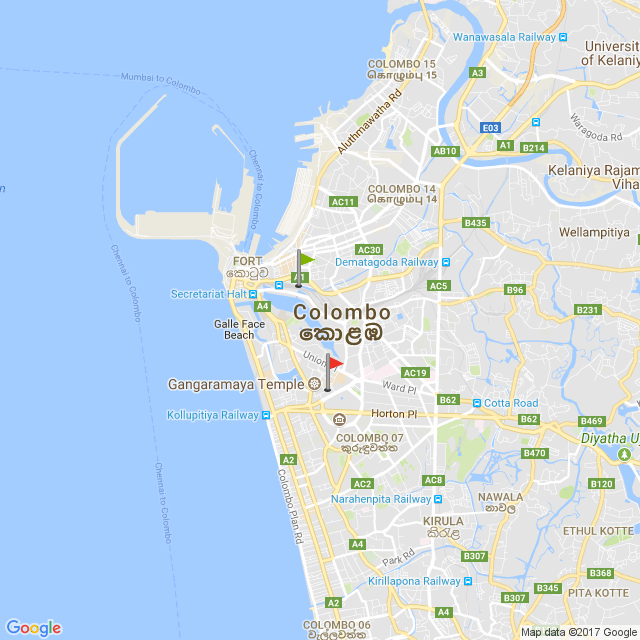 Wanawasala Railway
COLOMBO 15
கொழும்பு 15
University
of Kelaniya
A3
Mumbai to Colombo
Aluthmawatha Rd
E03
Waragoda Rd
A1
AB10
B214
Chennai to Colombo
Kelaniya Rajam
Viha
COLOMBO 14
கொழும்பு 14
AC11
B435
Wellampitiya
Chennai to Colombo
FORT
කොටුව
AC30
Dematagoda Railway
A1
Secretariat Halt
AC5
B96
A4
Colombo
කොළඹ
B231
Galle Face
Beach
Union
AC19
Gangaramaya Temple
Ward Pl
B62
Cotta Road
Kollupitiya Railway
Horton Pl
B62
B469
COLOMBO 07
කුරුඳුවත්ත
Diyatha U
A2
B470
Colombo Plan Rd
AC2
AC8
B120
Narahenpita Railway
NAWALA
නාවල
Colombo to Chennai
KIRULA
කිරුළ
ETHUL KOTTE
A4
Park Rd
B307
B368
Kirillapona Railway
A2
B345
PITA KOTTE
B307
COLOMBO 06
වැල්ලවත්ත
A4
Google
Map data ©2017 Google